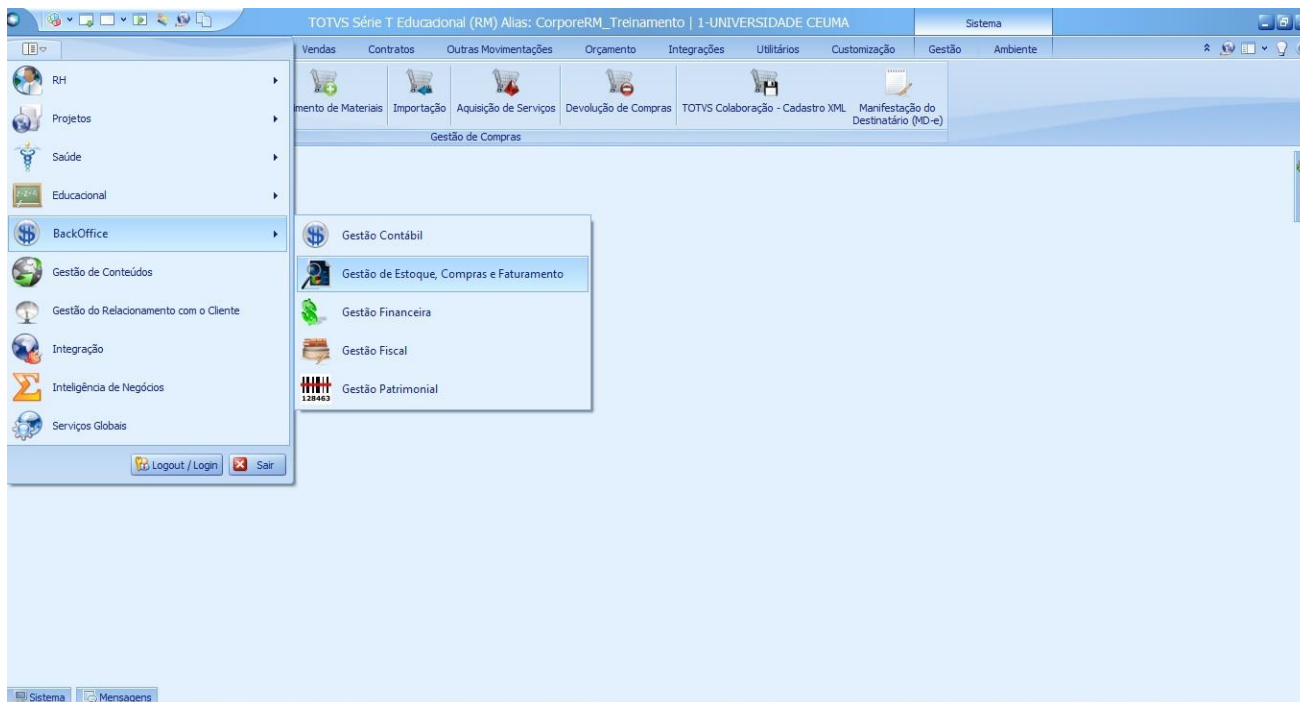 TOTVS Série T Educacional (RM) Alias: CorporeRM_Treinamento | 1-UNIVERSIDADE CEUMA
Sistema
Vendas Contratos Outras Movimentações Orçamento Integrações Utilitários Customização Gestão Ambiente
RH
Projetos
Saúde
Educacional
BackOffice
Gestão de Conteúdos
Gestão do Relacionamento com o Cliente
Integração
Inteligência de Negócios
Serviços Globais
Logout / Login Sair
imento de Materiais Importação Aquisição de Serviços Devolução de Compras TOTVS Colaboração - Cadastro XML Manifestação do
Destinatário (MD-e)
Gestão de Compras
Gestão Contábil
Gestão de Estoque, Compras e Faturamento
Gestão Financeira
Gestão Fiscal
Gestão Patrimonial
128463
Sistema Mensagens